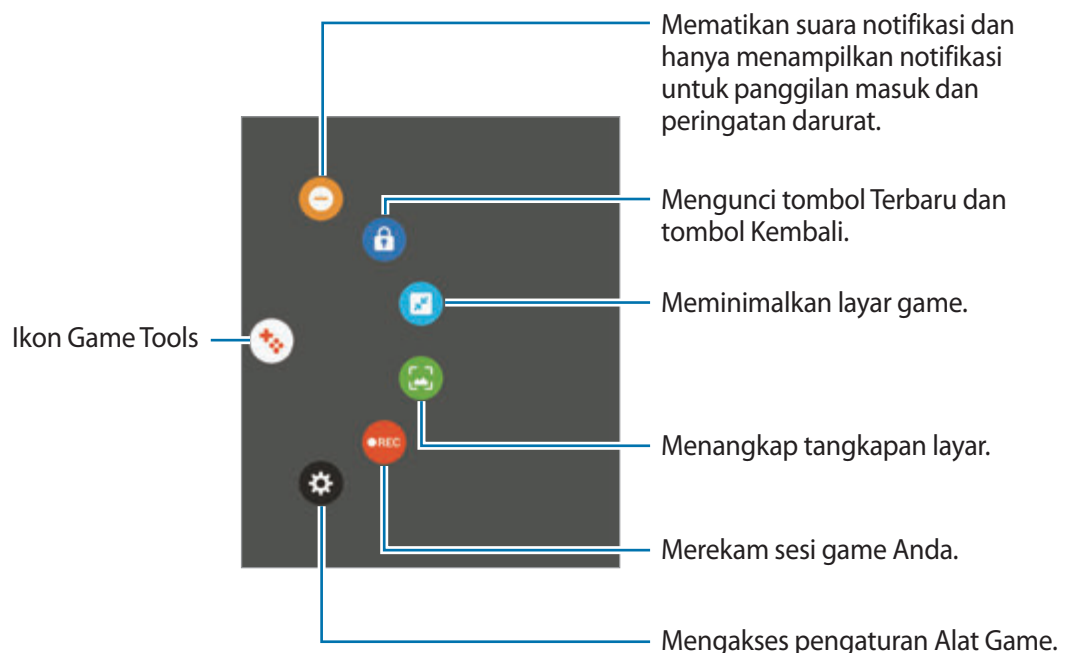 Mematikan suara notifikasi dan
hanya menampilkan notifikasi
untuk panggilan masuk dan
peringatan darurat.
Mengunci tombol Terbaru dan
tombol Kembali.
Meminimalkan layar game.
Ikon Game Tools
Menangkap tangkapan layar.
REC
Merekam sesi game Anda.
Mengakses pengaturan Alat Game.